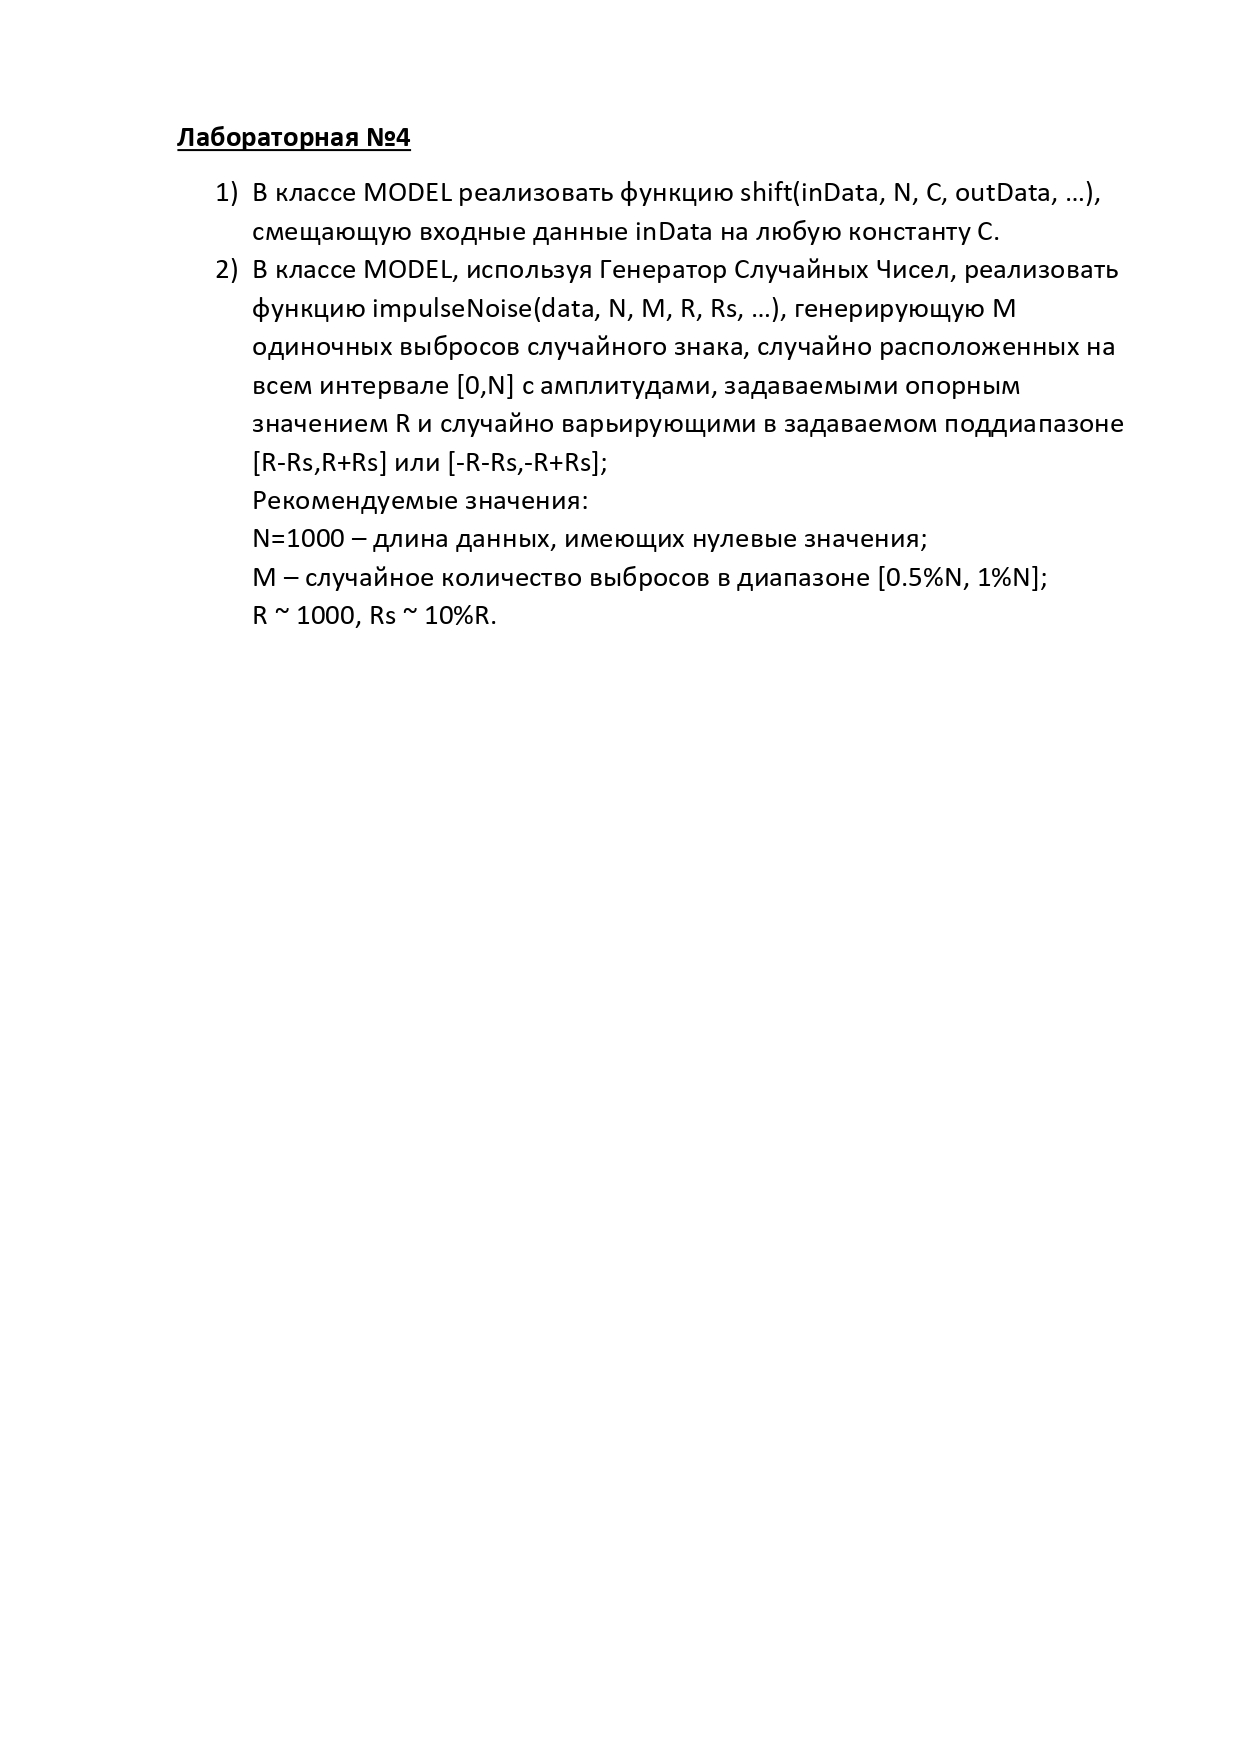 Лабораторная №4
1) В классе MODEL реализовать функцию shift(inData, N, C, outData, …),
смещающую входные данные inData на любую константу C.
2) В классе MODEL, используя Генератор Случайных Чисел, реализовать
функцию impulseNoise(data, N, M, R, Rs, …), генерирующую M
одиночных выбросов случайного знака, случайно расположенных на
всем интервале [0,N] с амплитудами, задаваемыми опорным
значением R и случайно варьирующими в задаваемом поддиапазоне
[R-Rs,R+Rs] или [-R-Rs,-R+Rs];
Рекомендуемые значения:
N=1000 – длина данных, имеющих нулевые значения;
M – случайное количество выбросов в диапазоне [0.5%N, 1%N];
R ~ 1000, Rs ~ 10%R.